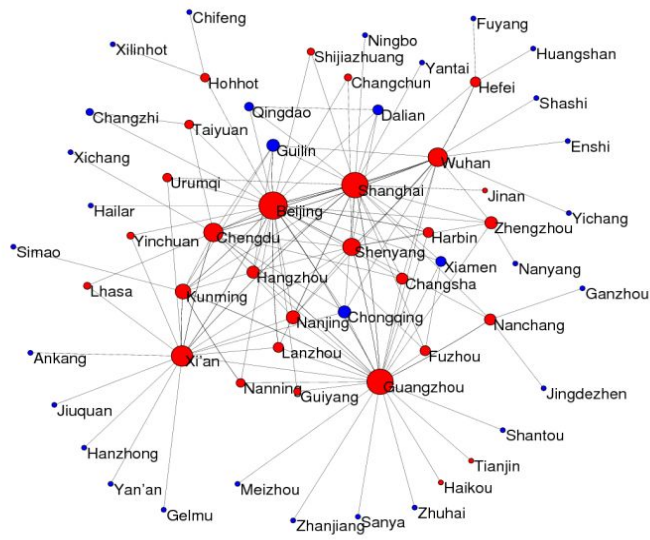 Chifeng
Fuyang
Ningbo
Xilinhot
Shijiazhuang
Huangshan
Yantai
Hohhot
Changchun
Hefei
Shashi
Qingdao
Dalian
Changzhi
Taiyuan
Enshi
Guilin
Wuhan
Xichang
Urumqi
Shanghai
Jinan
Hailar
Beijing
Yichang
Zhengzhou
Yinchuan
Chengdu
Harbin
Simao
Shenyang
Xiamen
Nanyang
Hangzhou
Changsha
Lhasa
Kunming
Ganzhou
Nanjing
Chongqing
Nanchang
Lanzhou
Fuzhou
Ankang
Xi'an
Nanning
Guiyang
Guangzhou
Jingdezhen
Jiuquan
Shantou
Hanzhong
Tianjin
Yan'an
Meizhou
Haikou
Gelmu
Zhanjiang
Sanya
Zhuhai